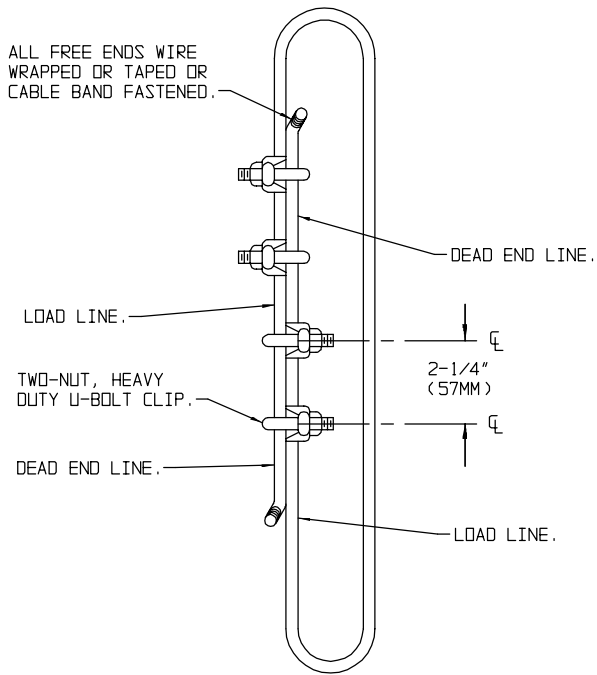 ALL FREE ENDS WIRE
WRAPPED OR TAPED OR
CABLE BAND FASTENED.
DEAD END LINE.
LOAD LINE.
℄
2-1/4"
(57MM)
TWO-NUT, HEAVY
DUTY U-BOLT CLIP.
℄
DEAD END LINE.
LOAD LINE.